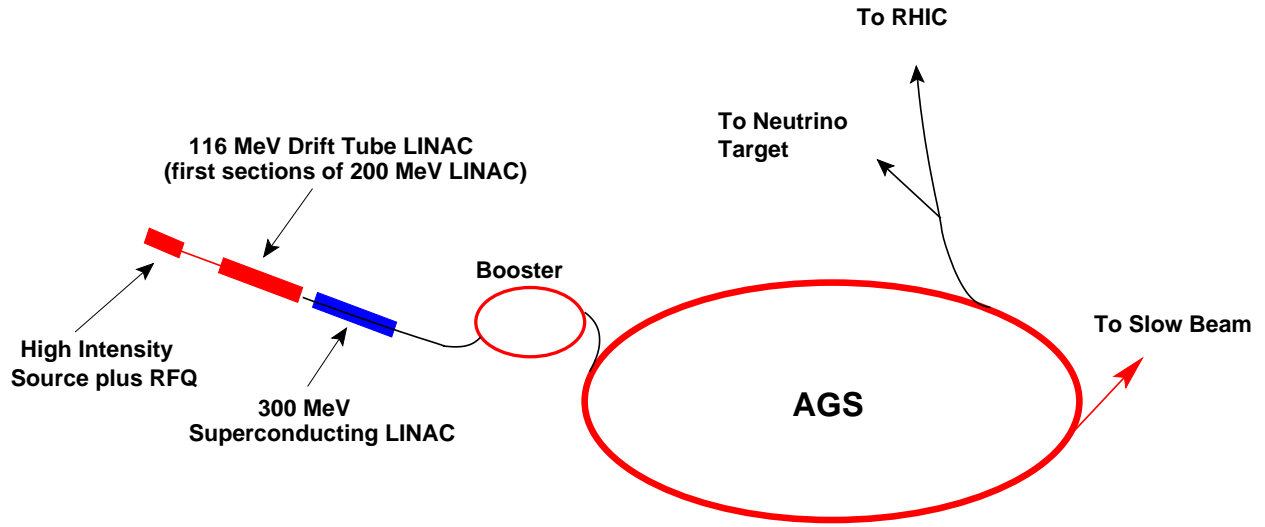 To RHIC
To Neutrino
Target
116 MeV Drift Tube LINAC
(first sections of 200 MeV LINAC)
Booster
To Slow Beam
High Intensity
Source plus RFQ
300 MeV
Superconducting LINAC
AGS